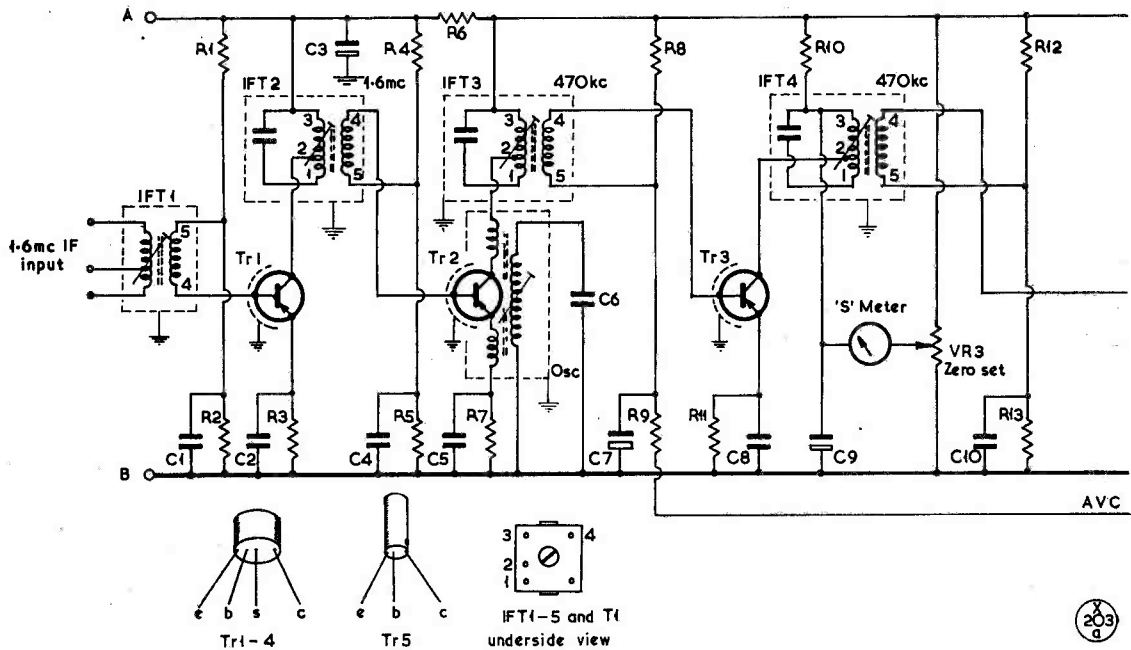 A
R1
C3
R4
R6
R8
R10
R12
IFT2
1.6mc
IFT3
470kc
IFT4
470kc
3
4
2
1
5
3
4
2
1
5
3
4
2
1
5
IFT1
5
4
1.6mc IF
input
Tr1
Tr2
Tr3
C6
'S' Meter
VR3
Zero set
Osc
R2
R3
R5
R7
R9
R11
R13
C1
C2
C4
C5
C7
C8
C9
C10
B
AVC
e b s c
Tr1-4
e b c
Tr5
3
4
2
1
IFT1-5 and T1
underside view
X
203
a